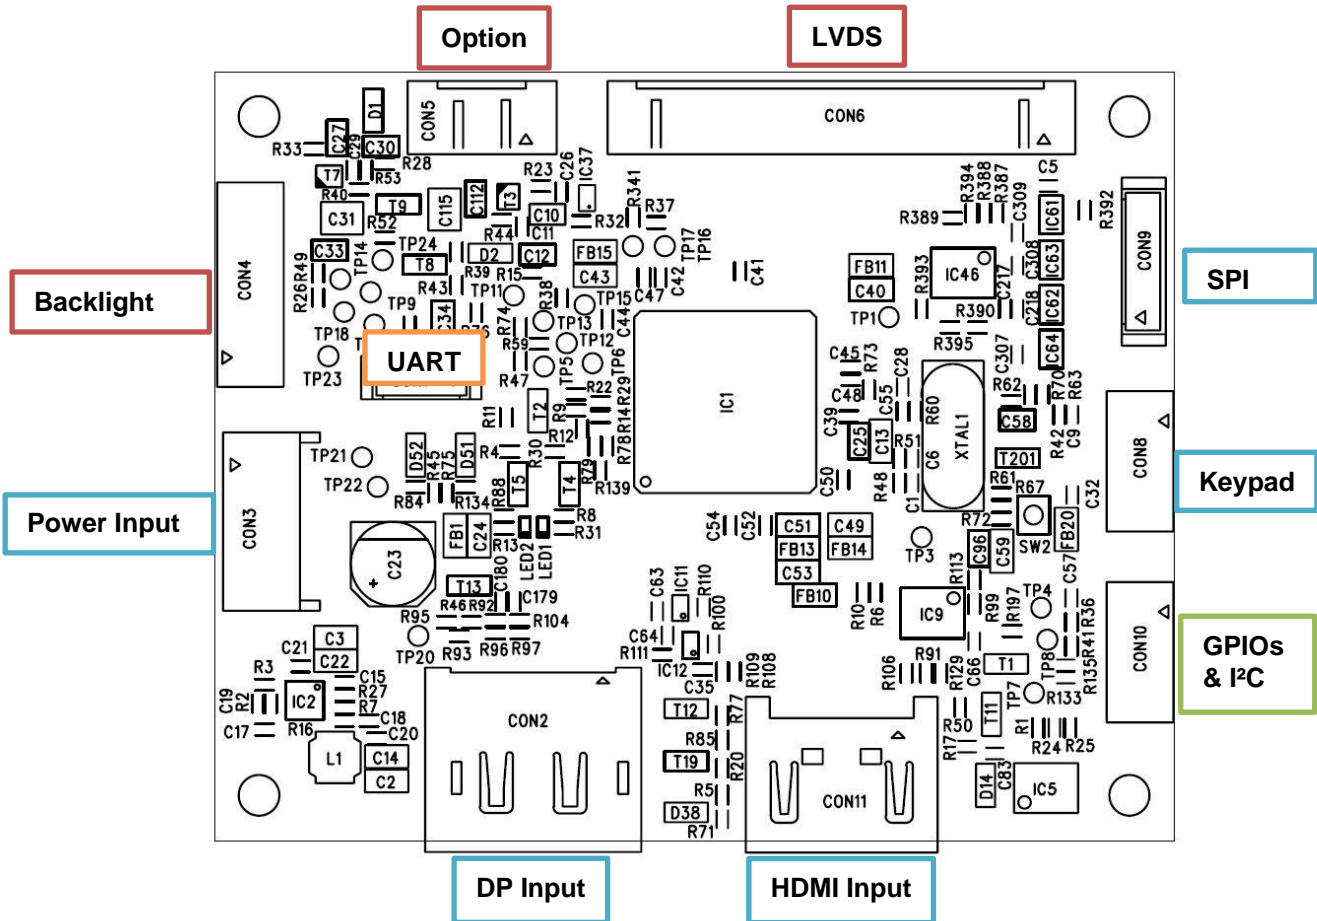 Option
LVDS
CON5
CON6
D1
C27
C29
C30
R33
R28
T7
R53
R40
T9
C31
R52
C115
C112
T3
R23
C26
IC37
R44
C10
C11
R32
R341
R37
TP17
TP16
R394
R388
R387
C5
R389
C309
IC61
R392
CON9
SPI
Backlight
CON4
C33
R49
R26
TP14
TP24
T8
R39
R43
D2
R15
C12
FB15
C43
C47
C42
C41
FB11
C40
R393
IC46
C217
C308
IC63
C218
IC62
TP18
TP9
C34
R76
TP11
R74
R38
TP15
TP13
C44
TP12
TP1
R390
R395
C307
IC64
TP23
UART
R59
R47
TP5
TP6
IC1
C45
R73
C28
C48
C55
R60
C39
C25
C13
R51
XTAL1
C6
R62
R70
R63
C58
R42
C9
CON8
Keypad
R11
T2
R9
R22
R29
R14
R12
R78
R4
R30
R79
R139
TP21
TP22
D52
R45
R75
D51
R84
R134
R88
T5
T4
C50
R48
C1
T201
R61
R67
R72
C32
SW2
FB20
Power Input
CON3
C23
FB1
C24
R13
LED2
LED1
R8
R31
C54
C52
C51
C49
FB13
FB14
C53
FB10
TP3
C96
C59
R113
C57
T13
C180
C179
R46
R92
R95
R104
R93
R96
R97
TP20
C63
IC11
R110
C64
R100
R111
IC12
C35
R109
R108
R10
R6
IC9
R99
R197
TP4
R36
R41
TP8
R135
CON10
GPIOs
& I²C
C3
C22
C21
R3
C19
R2
C17
IC2
R16
C15
R27
R7
C18
C20
L1
C14
C2
CON2
T12
R77
R85
T19
R20
R5
D38
R71
R106
R91
R129
C66
T1
TP7
R133
CON11
R50
R17
T11
R1
R24
R25
C83
D14
IC5
DP Input
HDMI Input